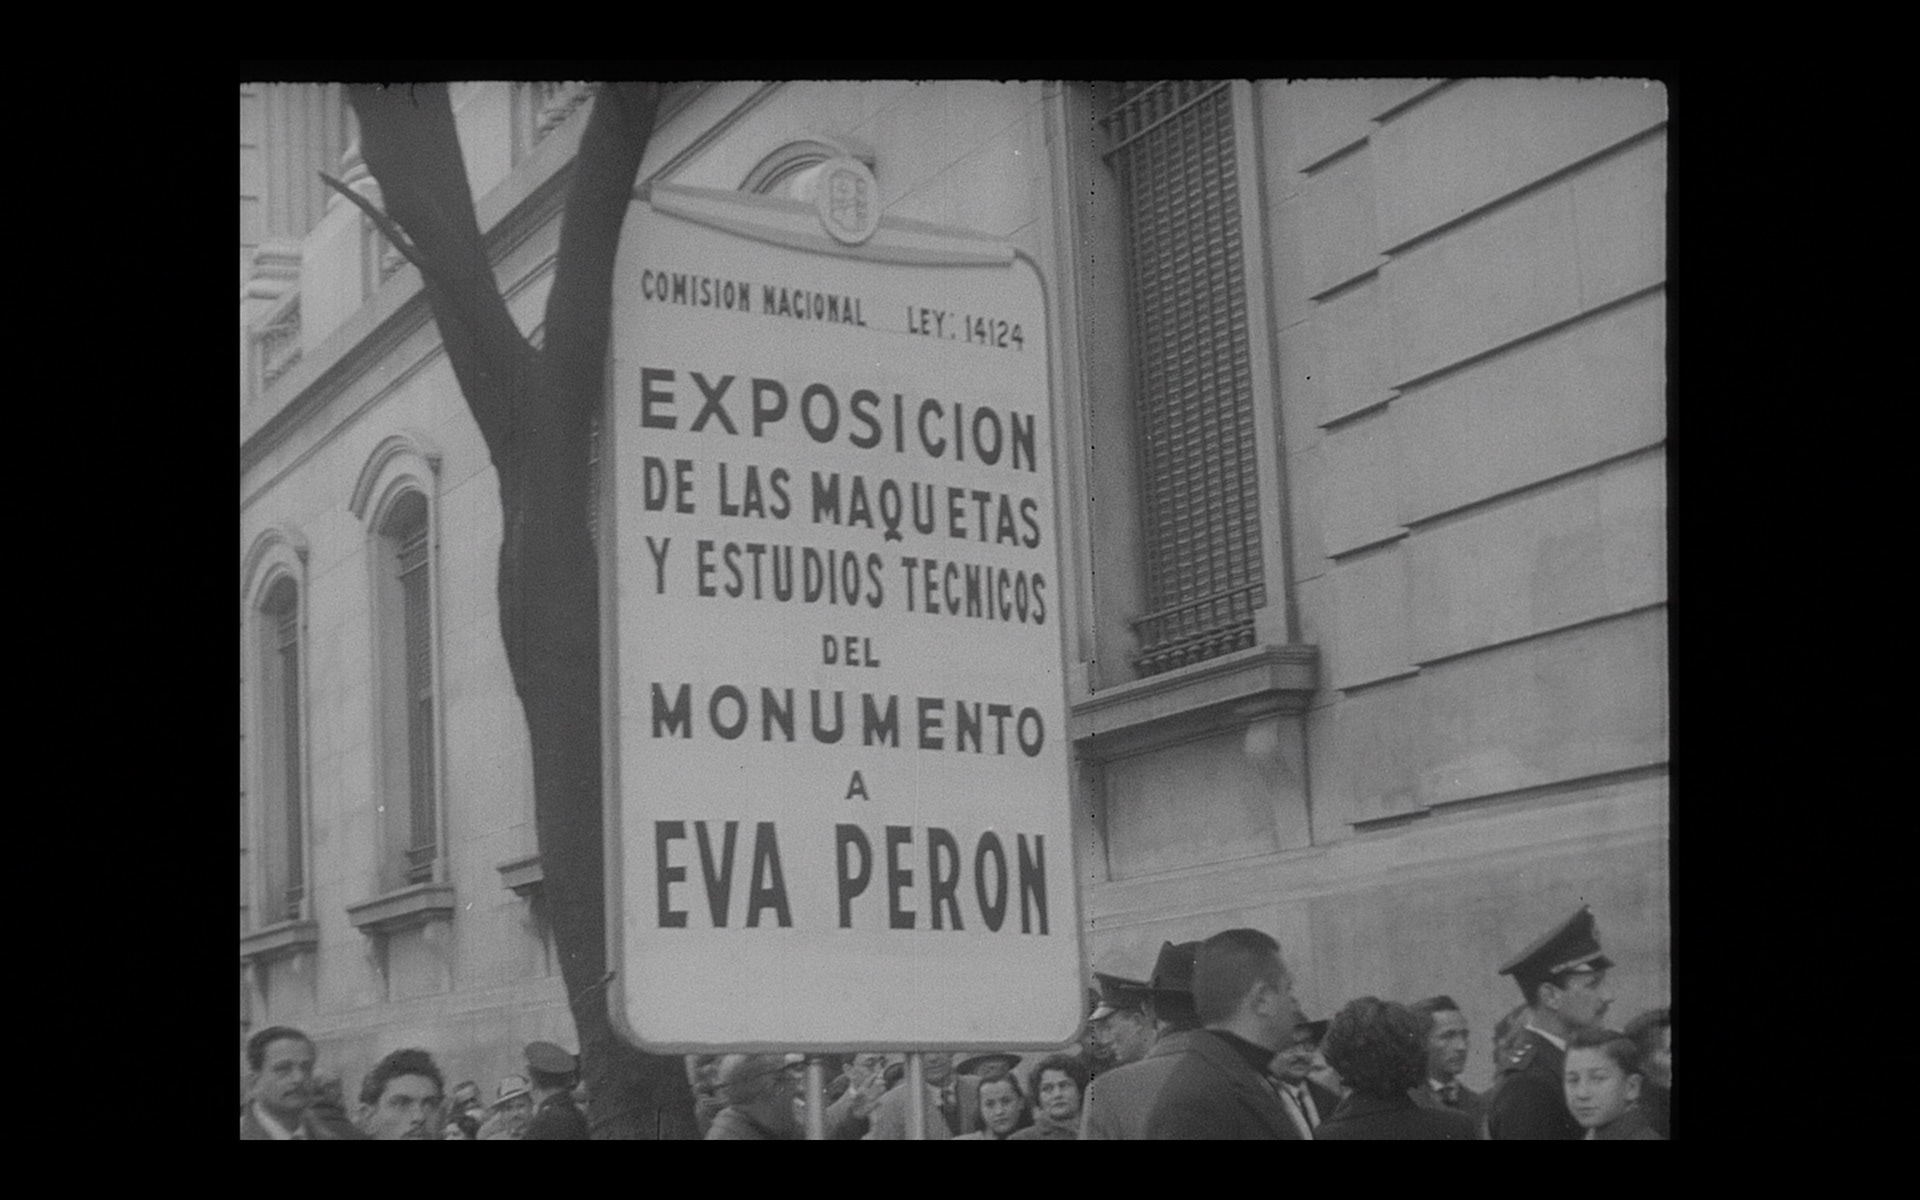 COMISION NACIONAL LEY: 14124
EXPOSICION
DE LAS MAQUETAS
Y ESTUDIOS TECNICOS
DEL
MONUMENTO
A
EVA PERON